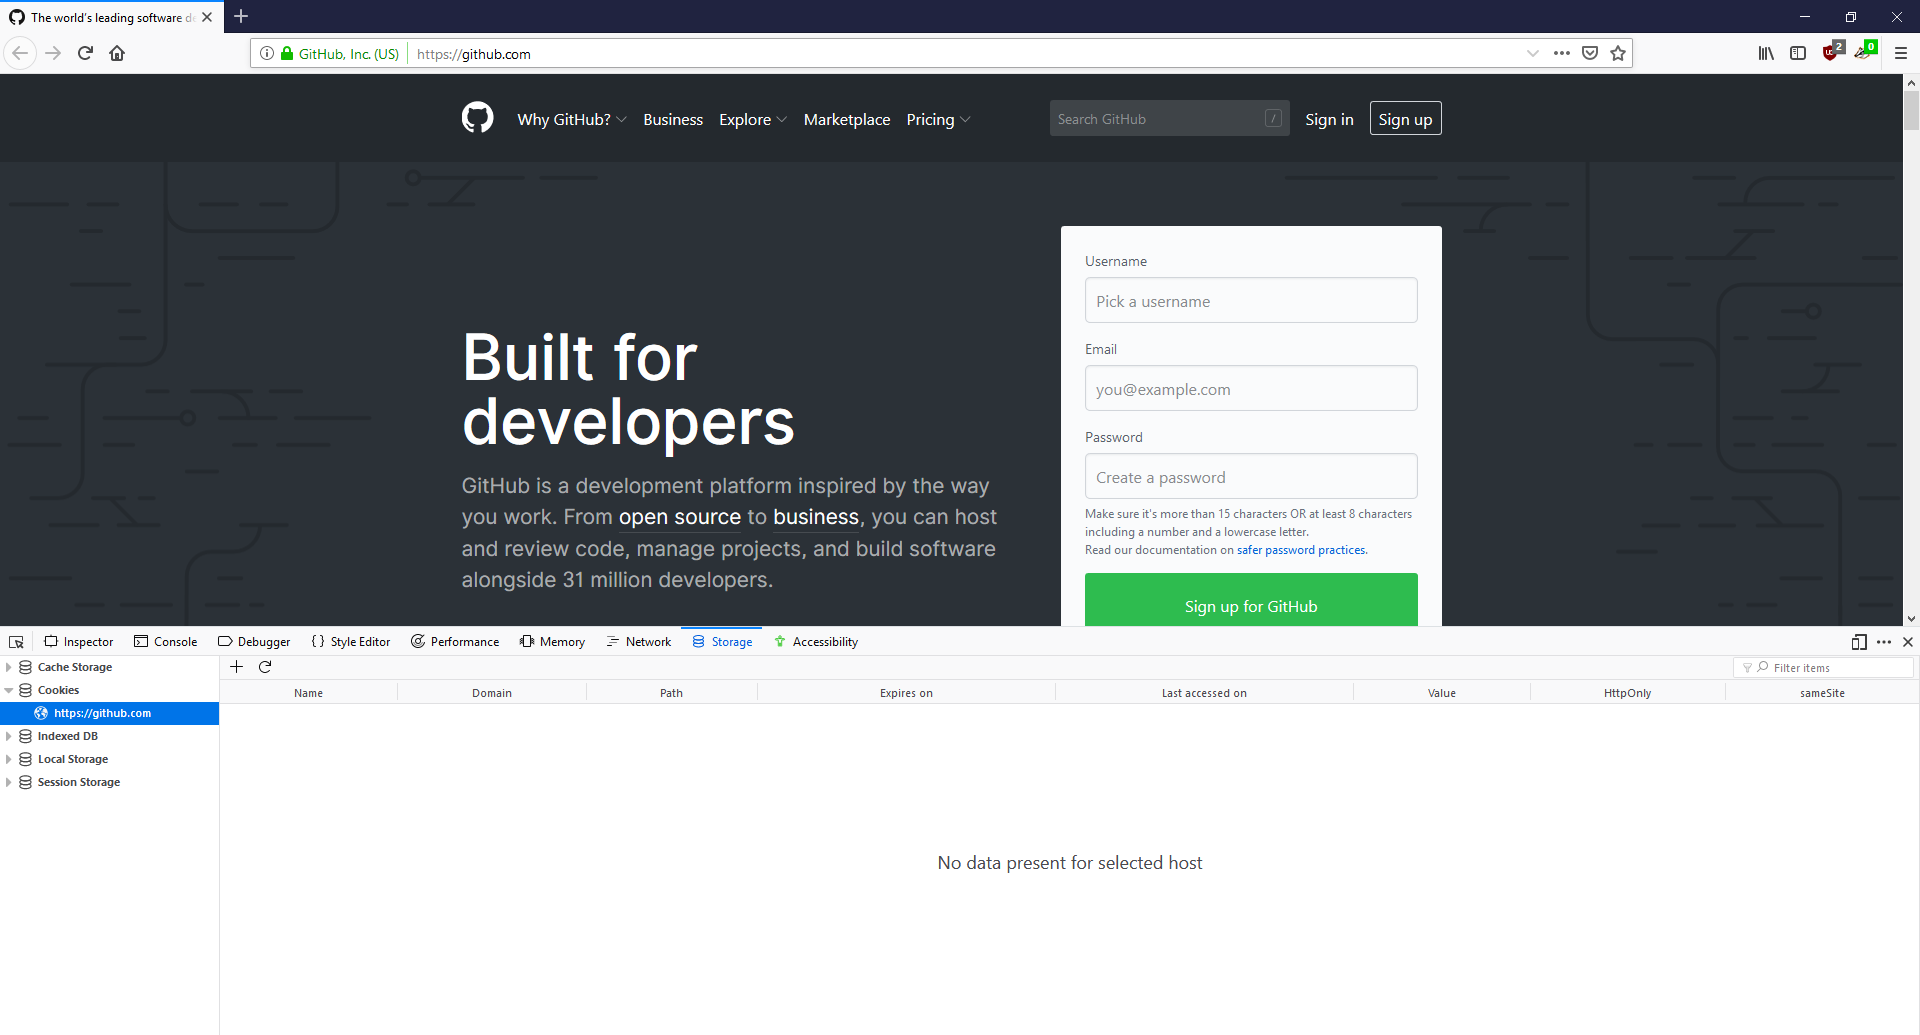 The world's leading software de
GitHub, Inc. (US)
https://github.com
2
0
Why GitHub?
Business
Explore
Marketplace
Pricing
Search GitHub
/
Sign in
Sign up
Built for
developers
GitHub is a development platform inspired by the way
you work. From open source to business, you can host
and review code, manage projects, and build software
alongside 31 million developers.
Username
Pick a username
Email
you@example.com
Password
Create a password
Make sure it's more than 15 characters OR at least 8 characters
including a number and a lowercase letter.
Read our documentation on safer password practices.
Sign up for GitHub
Inspector
Console
Debugger
Style Editor
Performance
Memory
Network
Storage
Accessibility
Cache Storage
Cookies
https://github.com
Indexed DB
Local Storage
Session Storage
Filter items
Name
Domain
Path
Expires on
Last accessed on
Value
HttpOnly
sameSite
No data present for selected host